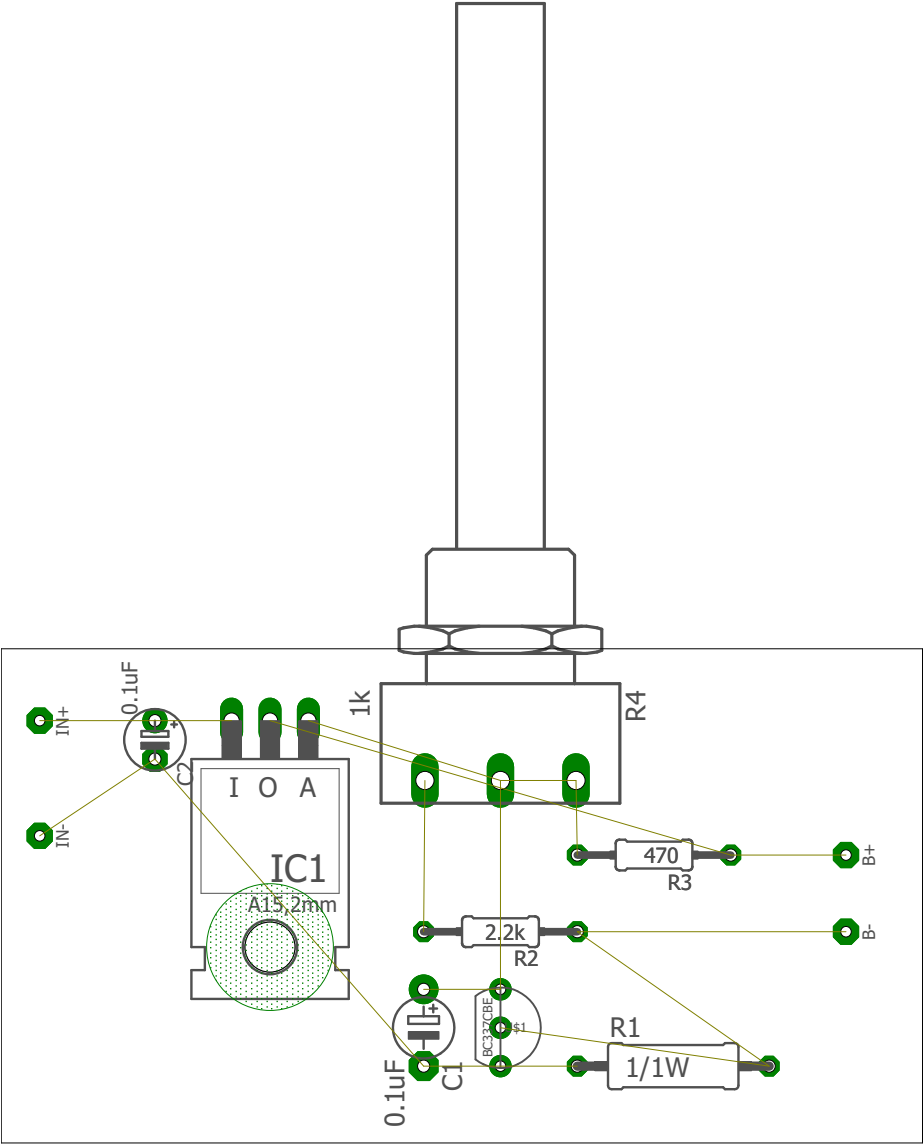 0.1uF
IN+
C2
IN-
I O A
IC1
A15,2mm
1k
R4
470
R3
B+
2.2k
R2
B-
BC337CBE
$1
0.1uF
C1
R1
1/1W